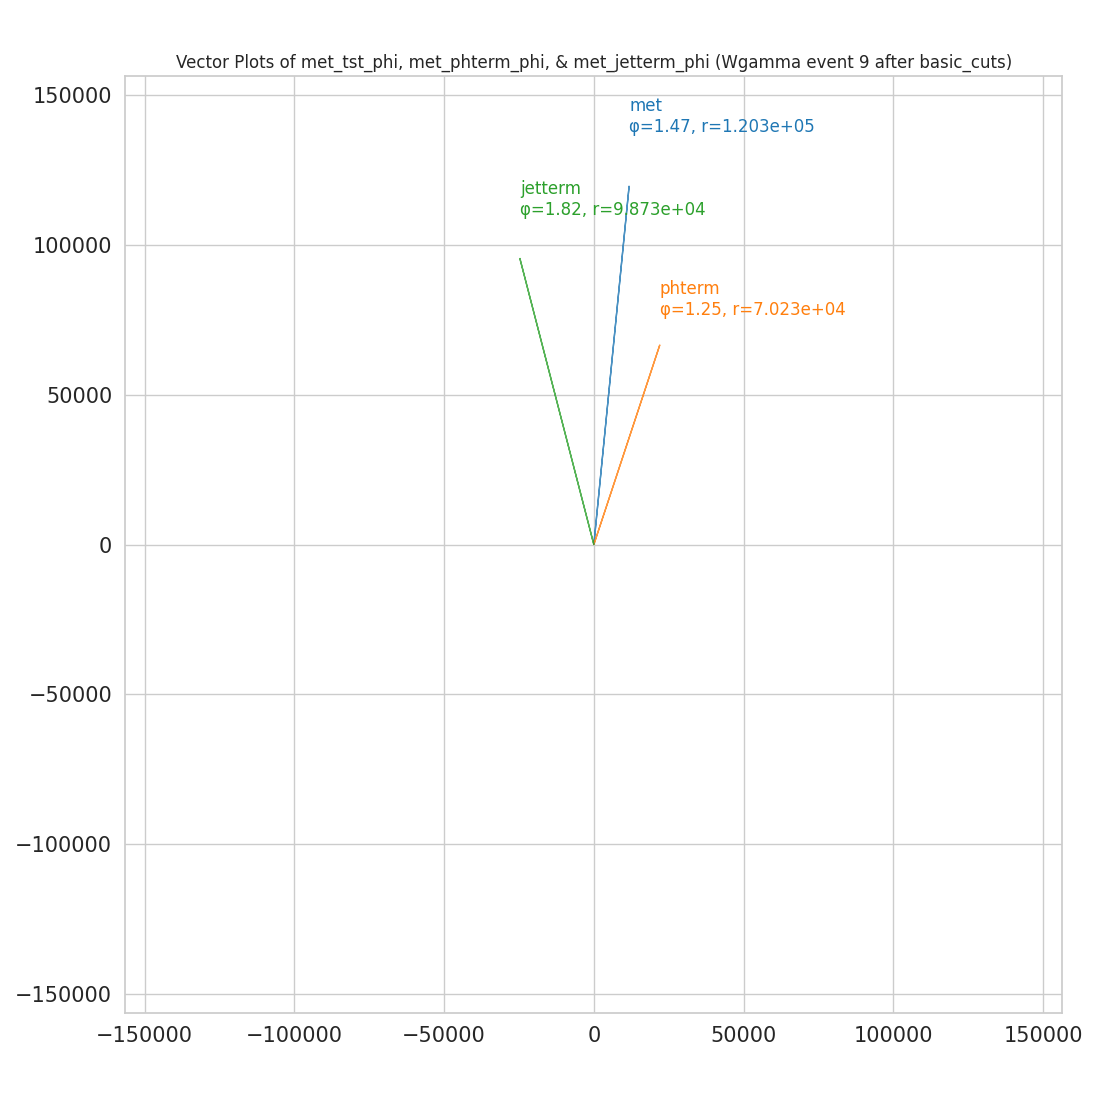 Vector Plots of met_tst_phi, met_phterm_phi, & met_jetterm_phi (Wgamma event 9 after basic_cuts)
150000
met
φ=1.47, r=1.203e+05
jetterm
φ=1.82, r=9.873e+04
100000
phterm
φ=1.25, r=7.023e+04
50000
0
−50000
−100000
−150000
−150000 −100000 −50000 0 50000 100000 150000